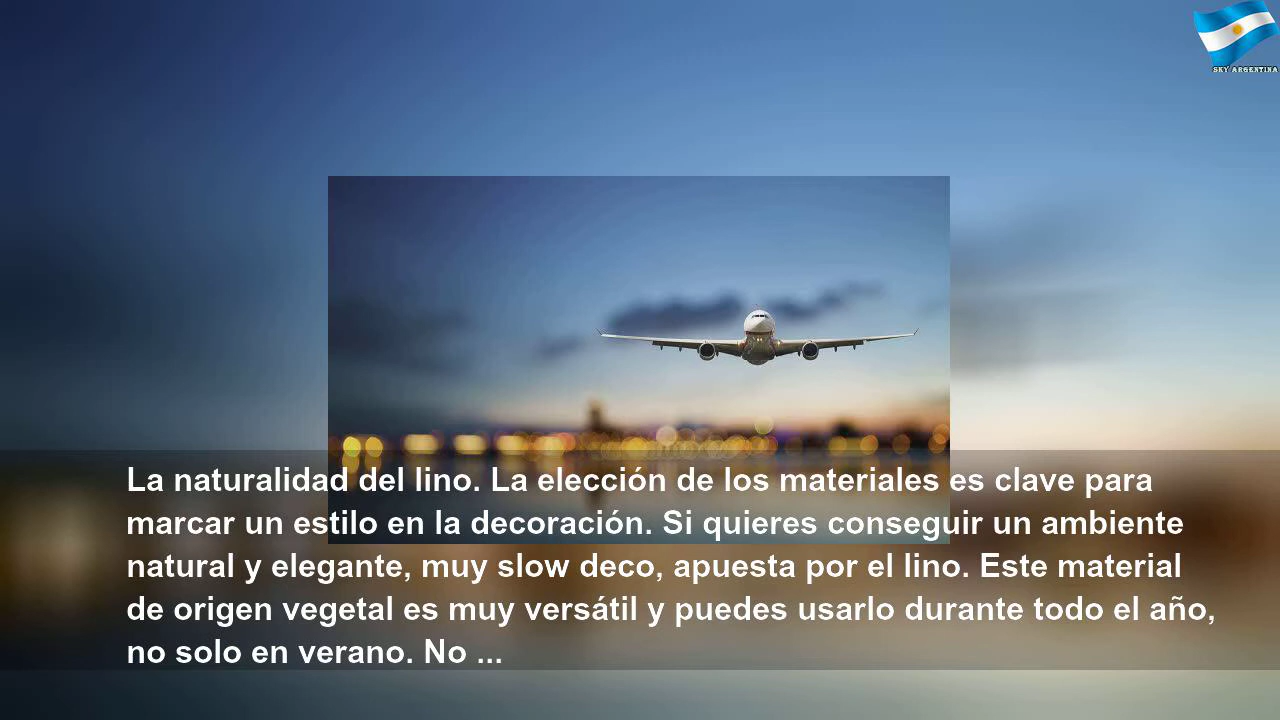 SKY ARGENTINA
La naturalidad del lino. La elección de los materiales es clave para
marcar un estilo en la decoración. Si quieres conseguir un ambiente
natural y elegante, muy slow deco, apuesta por el lino. Este material
de origen vegetal es muy versátil y puedes usarlo durante todo el año,
no solo en verano. No ...